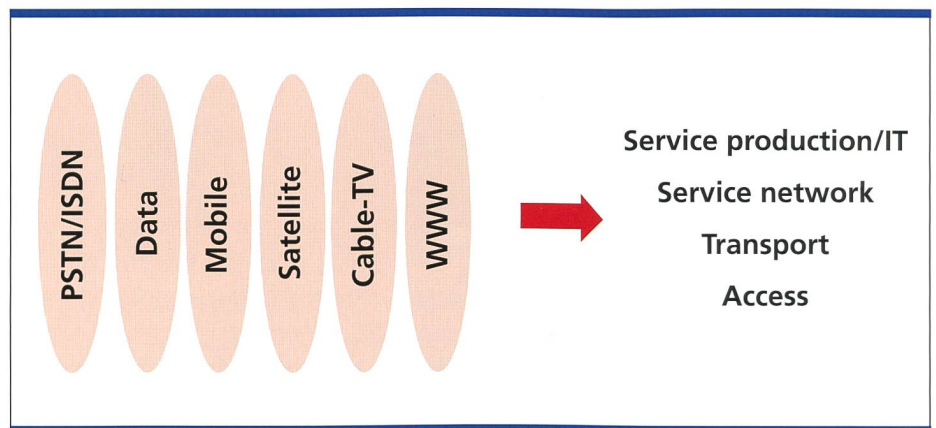 PSTN/ISDN
Data
Mobile
Satellite
Cable-TV
WWW
Service production/IT
Service network
Transport
Access